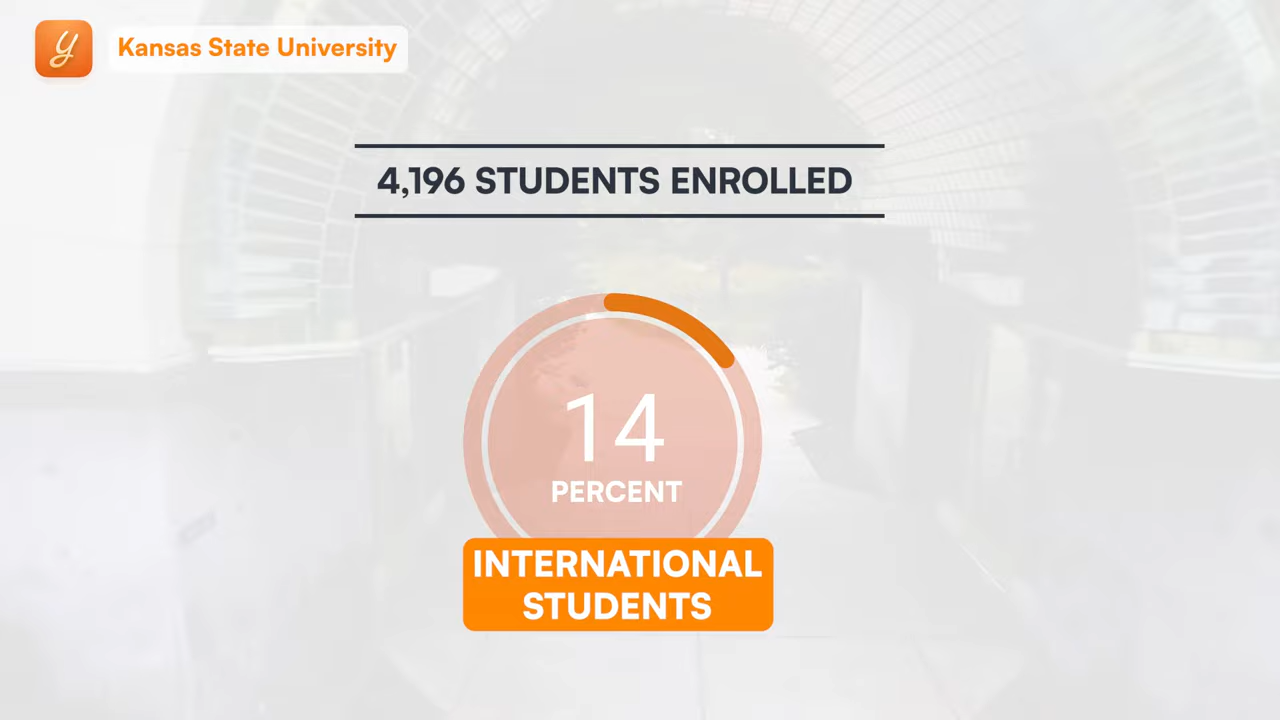 y
Kansas State University
4,196 STUDENTS ENROLLED
14
PERCENT
INTERNATIONAL
STUDENTS